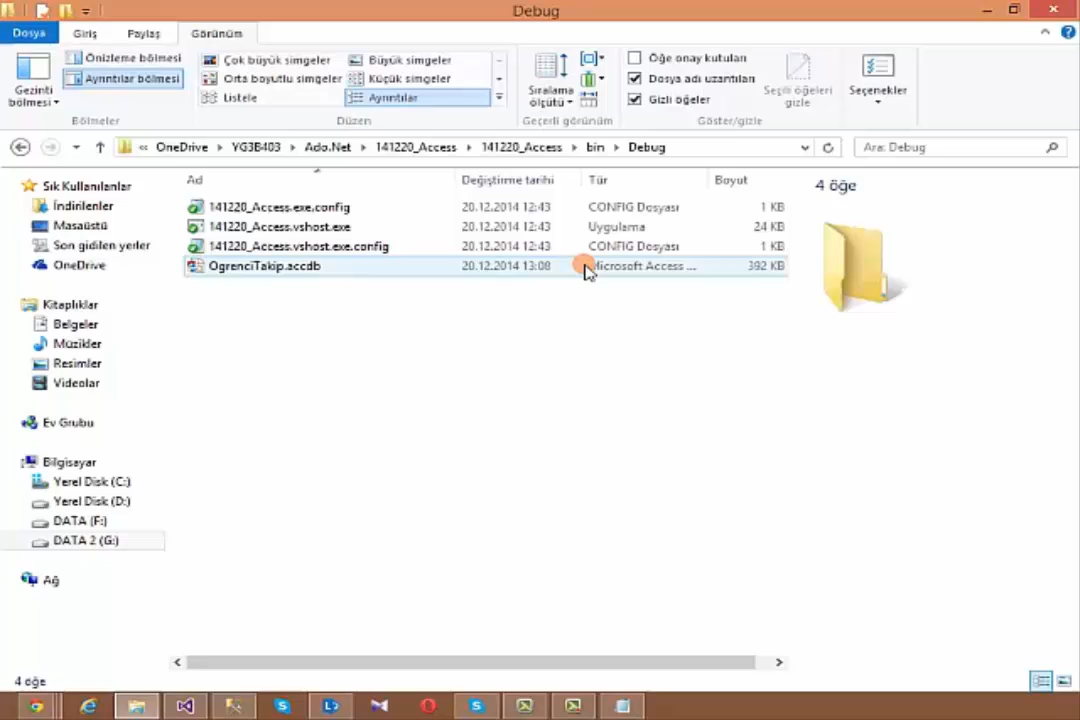 Debug
Dosya Giriş Paylaş Görünüm
Gezinti bölmesi
Önizleme bölmesi
Ayrıntılar bölmesi
Bölmeler
Çok büyük simgeler Büyük simgeler
Orta boyutlu simgeler Küçük simgeler
Listele Ayrıntılar
Düzen
Sıralama ölçütü
Geçerli görünüm
Öğe onay kutuları
Dosya adı uzantıları
Gizli öğeler
Seçili öğeleri gizle
Göster/gizle
Seçenekler
« OneDrive YG3B403 Ado.Net 141220_Access 141220_Access bin Debug
Ara: Debug
Sık Kullanılanlar
İndirilenler
Masaüstü
Son gidilen yerler
OneDrive
Kitaplıklar
Belgeler
Müzikler
Resimler
Videolar
Ev Grubu
Bilgisayar
Yerel Disk (C:)
Yerel Disk (D:)
DATA (F:)
DATA 2 (G:)
Ağ
Ad Değiştirme tarihi Tür Boyut
141220_Access.exe.config 20.12.2014 12:43 CONFIG Dosyası 1 KB
141220_Access.vshost.exe 20.12.2014 12:43 Uygulama 24 KB
141220_Access.vshost.exe.config 20.12.2014 12:43 CONFIG Dosyası 1 KB
OgrenciTakip.accdb 20.12.2014 13:08 Microsoft Access ... 392 KB
4 öğe
4 öğe